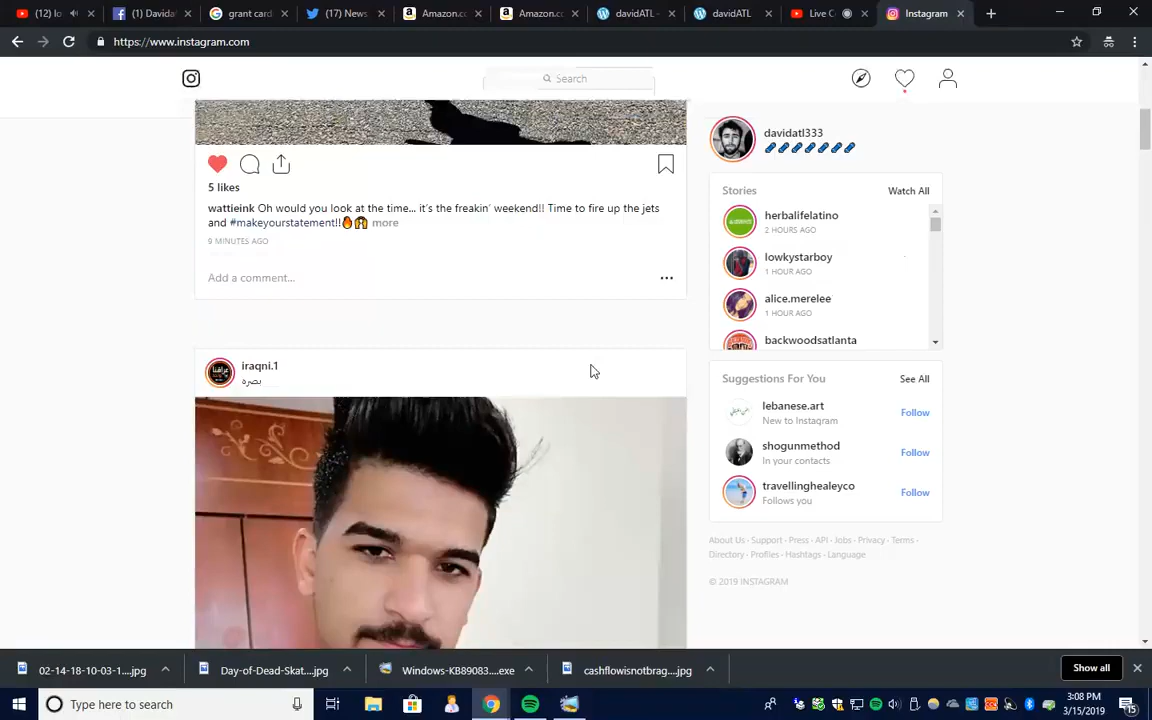 (12) lo
(1) Davidat
grant card
(17) News
Amazon.co
Amazon.co
davidATL –
davidATL
Live C
Instagram
https://www.instagram.com
Search
5 likes
wattieink Oh would you look at the time... it's the freakin' weekend!! Time to fire up the jets
and #makeyourstatement!! more
9 MINUTES AGO
Add a comment...
iraqni.1
بصره
davidatl333
Stories
Watch All
herbalifelatino
2 HOURS AGO
lowkystarboy
1 HOUR AGO
alice.merelee
1 HOUR AGO
backwoodsatlanta
Suggestions For You
See All
lebanese.art
New to Instagram
Follow
shogunmethod
In your contacts
Follow
travellinghealeyco
Follows you
Follow
About Us · Support · Press · API · Jobs · Privacy · Terms ·
Directory · Profiles · Hashtags · Language
© 2019 INSTAGRAM
02-14-18-10-03-1....jpg
Day-of-Dead-Skat....jpg
Windows-KB89083....exe
cashflowisnotbrag....jpg
Show all
Type here to search
3:08 PM
3/15/2019
15